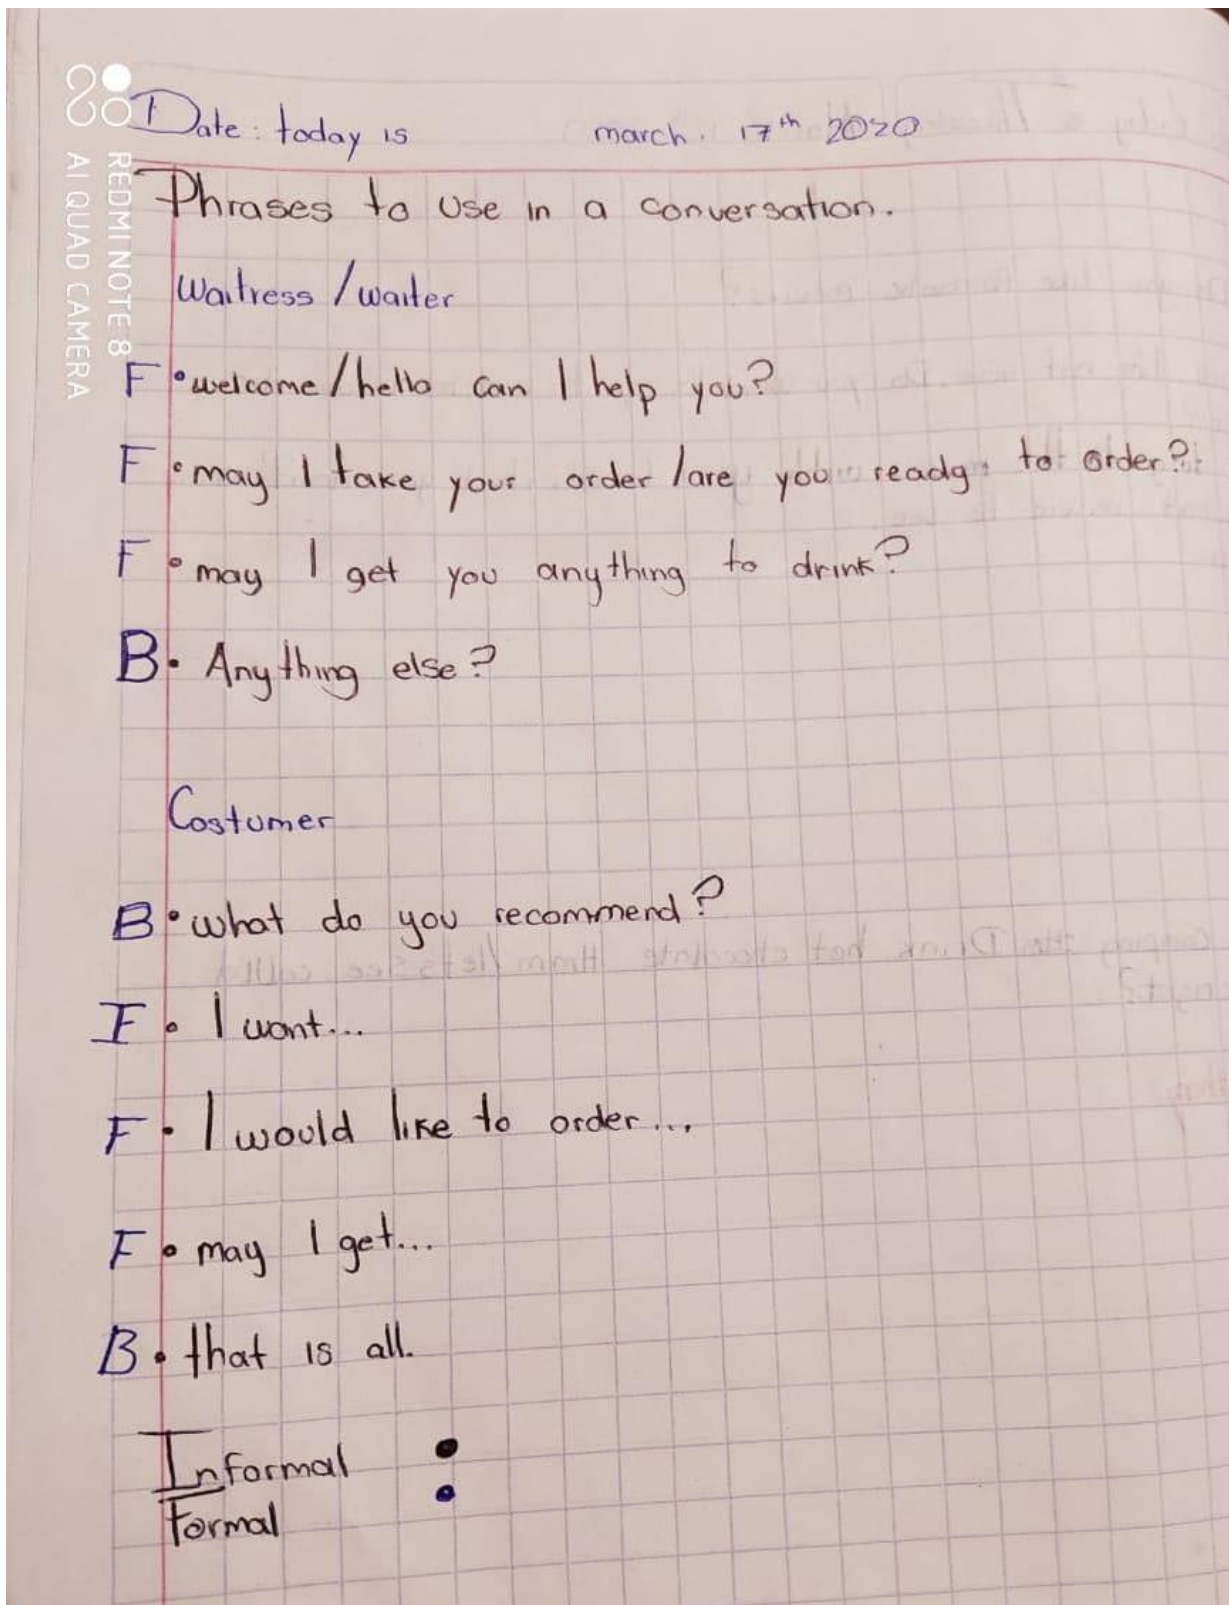 Date: today is march. 17th 2020
Phrases to use in a conversation.
Waitress / waiter
F • welcome / hello can I help you?
F • may I take your order / are you ready to order?
F • may I get you anything to drink?
B • Anything else?
Costumer
B • what do you recommend?
I • I want...
F • I would like to order...
F • may I get...
B • that is all.
Informal •
Formal •
REDMI NOTE 8
AI QUAD CAMERA